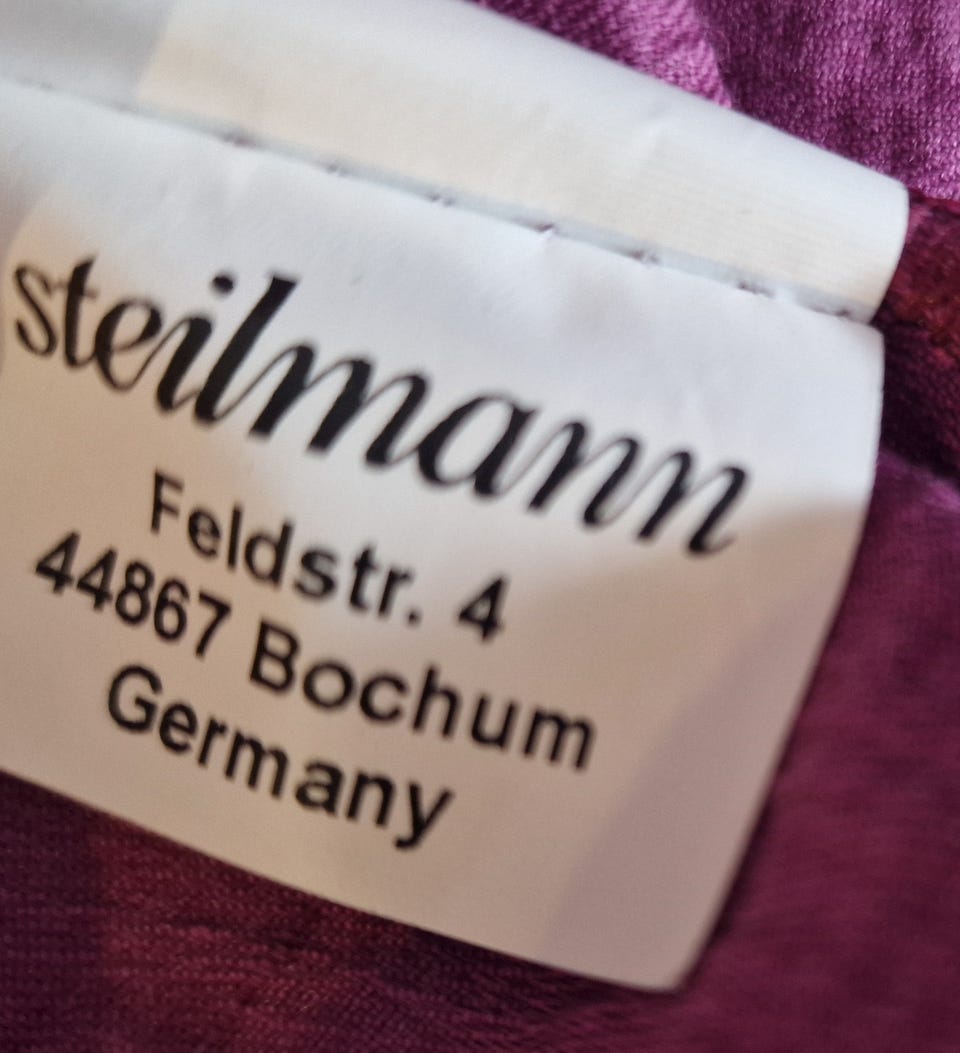 steilmann
Feldstr. 4
44867 Bochum
Germany